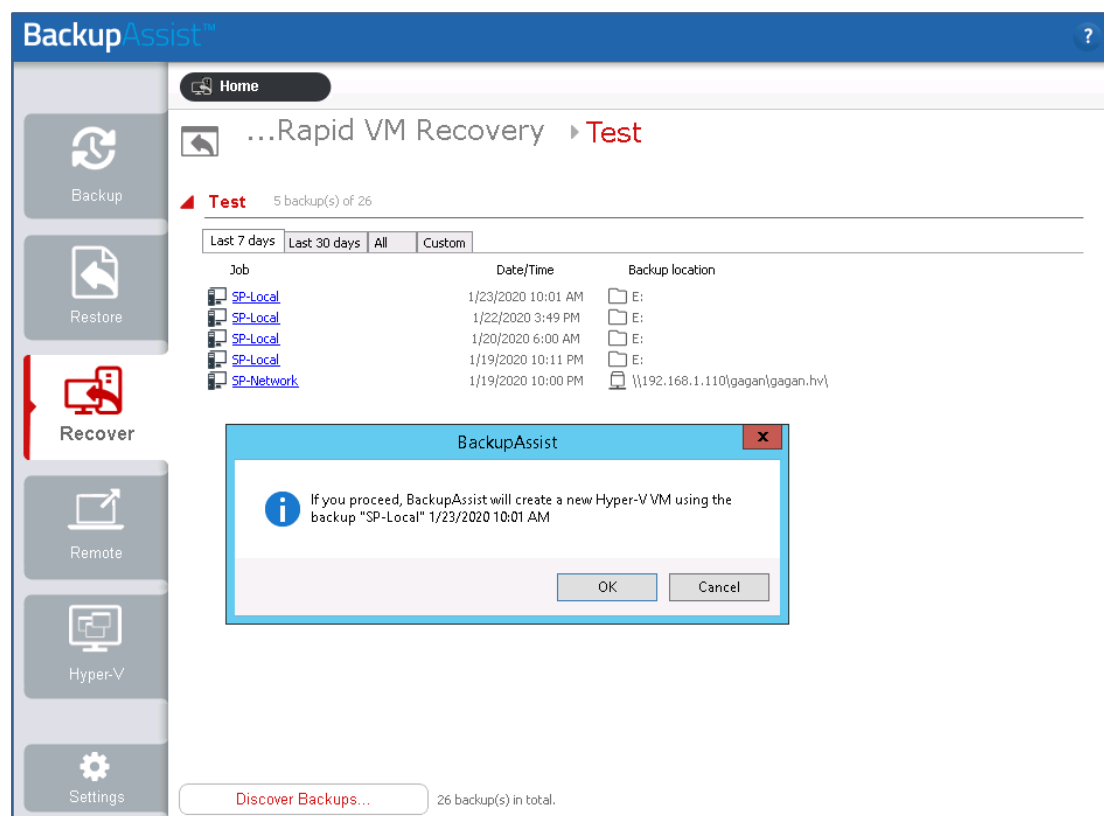 BackupAssist™
?
Home
...Rapid VM Recovery Test
Test 5 backup(s) of 26
Last 7 days Last 30 days All Custom
Job Date/Time Backup location
SP-Local 1/23/2020 10:01 AM E:
SP-Local 1/22/2020 3:49 PM E:
SP-Local 1/20/2020 6:00 AM E:
SP-Local 1/19/2020 10:11 PM E:
SP-Network 1/19/2020 10:00 PM \\192.168.1.110\gagan\gagan.hv\
Backup
Restore
Recover
Remote
Hyper-V
Settings
BackupAssist
x
If you proceed, BackupAssist will create a new Hyper-V VM using the
backup "SP-Local" 1/23/2020 10:01 AM
OK Cancel
Discover Backups... 26 backup(s) in total.